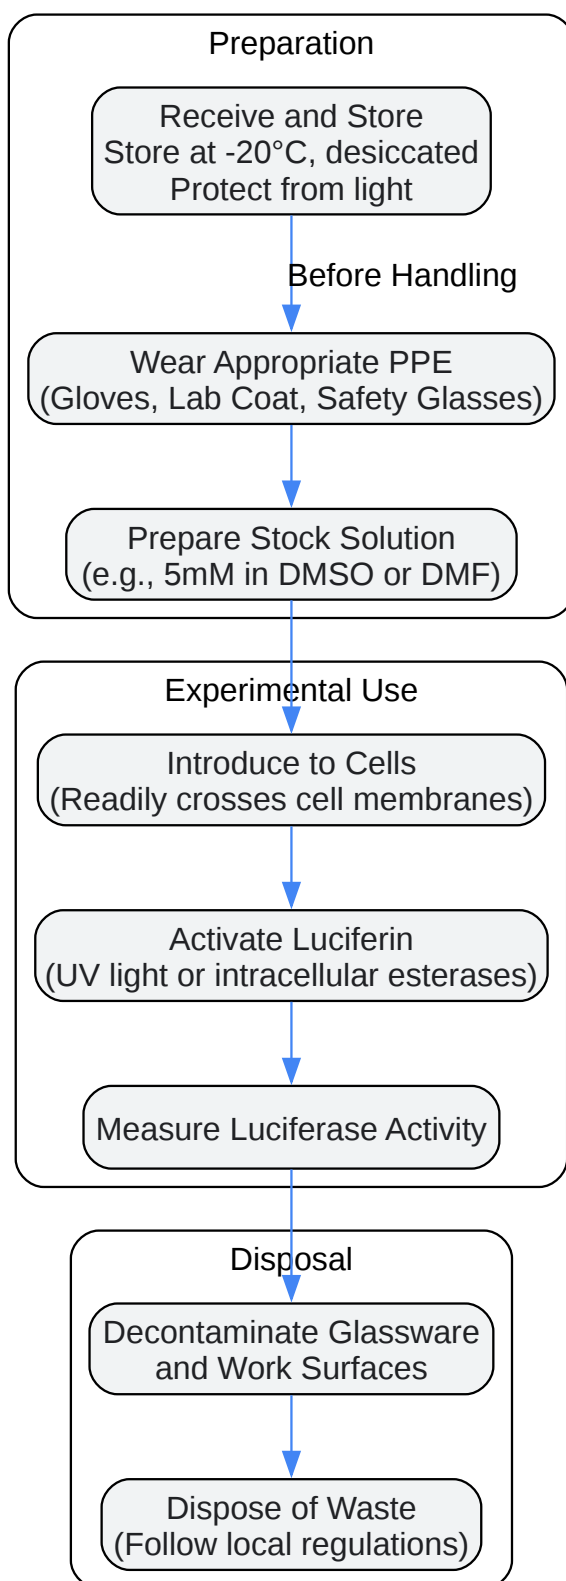 Preparation
Receive and Store
Store at -20°C, desiccated
Protect from light
Before Handling
Wear Appropriate PPE
(Gloves, Lab Coat, Safety Glasses)
Prepare Stock Solution
(e.g., 5mM in DMSO or DMF)
Experimental Use
Introduce to Cells
(Readily crosses cell membranes)
Activate Luciferin
(UV light or intracellular esterases)
Measure Luciferase Activity
Disposal
Decontaminate Glassware
and Work Surfaces
Dispose of Waste
(Follow local regulations)